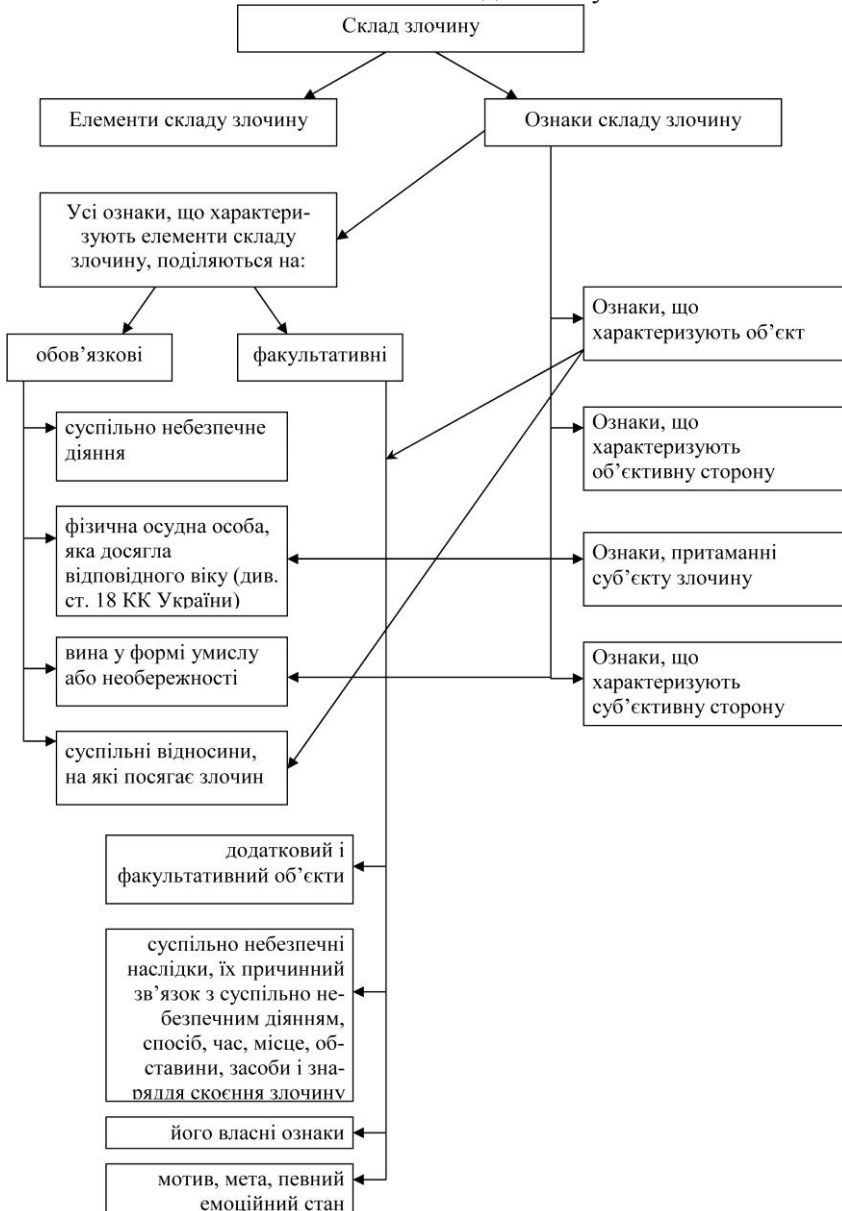 Склад злочину
Елементи складу злочину
Ознаки складу злочину
Усі ознаки, що характери-
зують елементи складу
злочину, поділяються на:
обов’язкові
факультативні
Ознаки, що
характеризують об’єкт
суспільно небезпечне
діяння
Ознаки, що
характеризують
об’єктивну сторону
фізична осудна особа,
яка досягла
відповідного віку (див.
ст. 18 КК України)
Ознаки, притаманні
суб’єкту злочину
вина у формі умислу
або необережності
Ознаки, що
характеризують
суб’єктивну сторону
суспільні відносини,
на які посягає злочин
додатковий і
факультативний об’єкти
суспільно небезпечні
наслідки, їх причинний
зв’язок з суспільно не-
безпечним діянням,
спосіб, час, місце, об-
ставини, засоби і зна-
ряддя скоєння злочину
його власні ознаки
мотив, мета, певний
емоційний стан